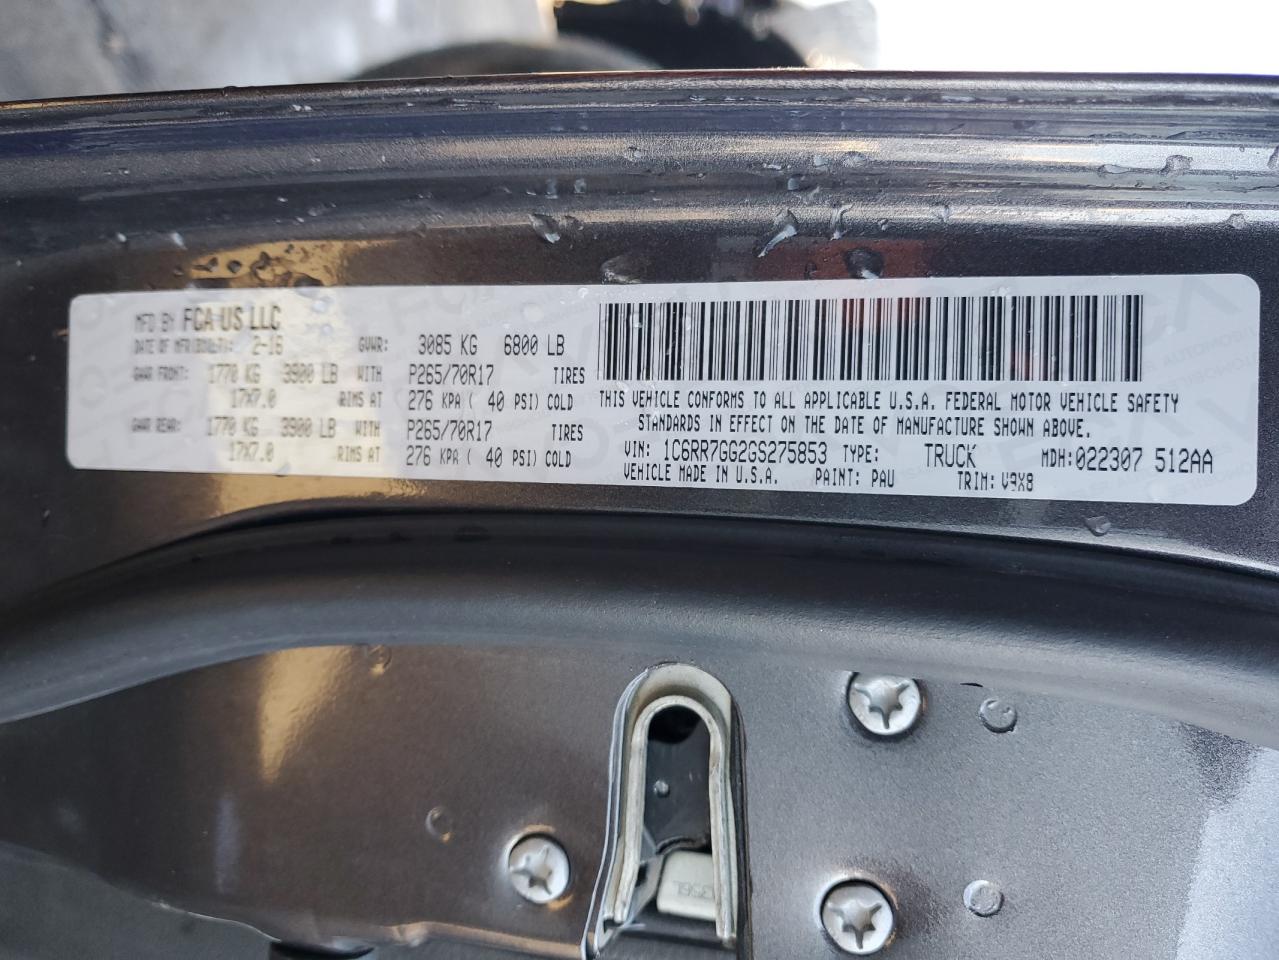 MFD BY FCA US LLC
DATE OF MFR(BUILT): 2-16 GVWR: 3085 KG 6800 LB
GAWR FRONT: 1770 KG 3900 LB WITH P265/70R17 TIRES
17X7.0 RIMS AT 276 KPA ( 40 PSI) COLD
GAWR REAR: 1770 KG 3900 LB WITH P265/70R17 TIRES
17X7.0 RIMS AT 276 KPA ( 40 PSI) COLD
THIS VEHICLE CONFORMS TO ALL APPLICABLE U.S.A. FEDERAL MOTOR VEHICLE SAFETY
STANDARDS IN EFFECT ON THE DATE OF MANUFACTURE SHOWN ABOVE.
VIN: 1C6RR7GG2GS275853 TYPE: TRUCK MDH:022307 512AA
VEHICLE MADE IN U.S.A. PAINT: PAU TRIM: V9X8